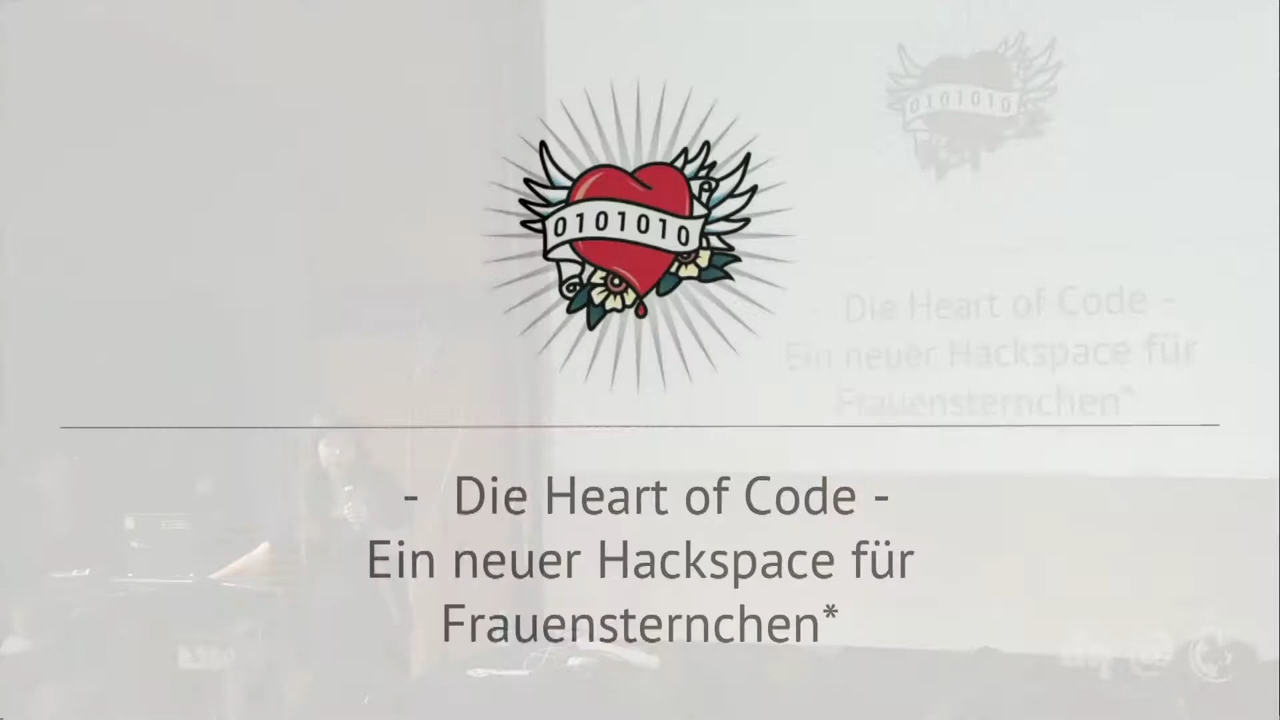 0101010
- Die Heart of Code -
Ein neuer Hackspace für
Frauensternchen*
0101010
Die Heart of Code -
Ein neuer Hackspace für
Frauensternchen*